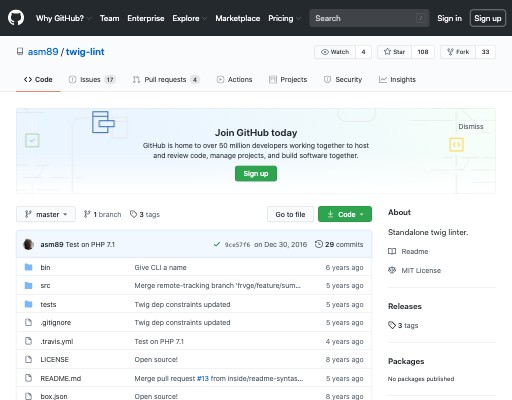 Why GitHub? Team Enterprise Explore Marketplace Pricing Search / Sign in Sign up
asm89 / twig-lint Watch 4 Star 108 Fork 33
Code Issues 17 Pull requests 4 Actions Projects Security Insights
Dismiss
Join GitHub today
GitHub is home to over 50 million developers working together to host
and review code, manage projects, and build software together.
Sign up
master 1 branch 3 tags Go to file Code
asm89 Test on PHP 7.1 9ce57f6 on Dec 30, 2016 29 commits
bin Give CLI a name 6 years ago
src Merge remote-tracking branch 'frvge/feature/sum... 5 years ago
tests Twig dep constraints updated 5 years ago
.gitignore Twig dep constraints updated 5 years ago
.travis.yml Test on PHP 7.1 4 years ago
LICENSE Open source! 8 years ago
README.md Merge pull request #13 from inside/readme-syntas... 5 years ago
box.json Open source! 8 years ago
About
Standalone twig linter.
Readme
MIT License
Releases
3 tags
Packages
No packages published